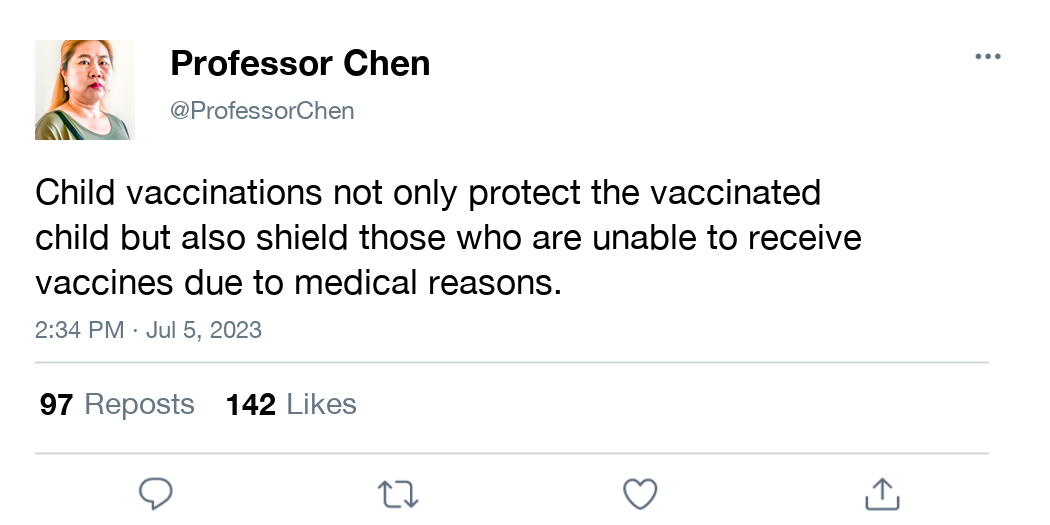 Professor Chen
@ProfessorChen
Child vaccinations not only protect the vaccinated
child but also shield those who are unable to receive
vaccines due to medical reasons.
2:34 PM · Jul 5, 2023
97 Reposts 142 Likes